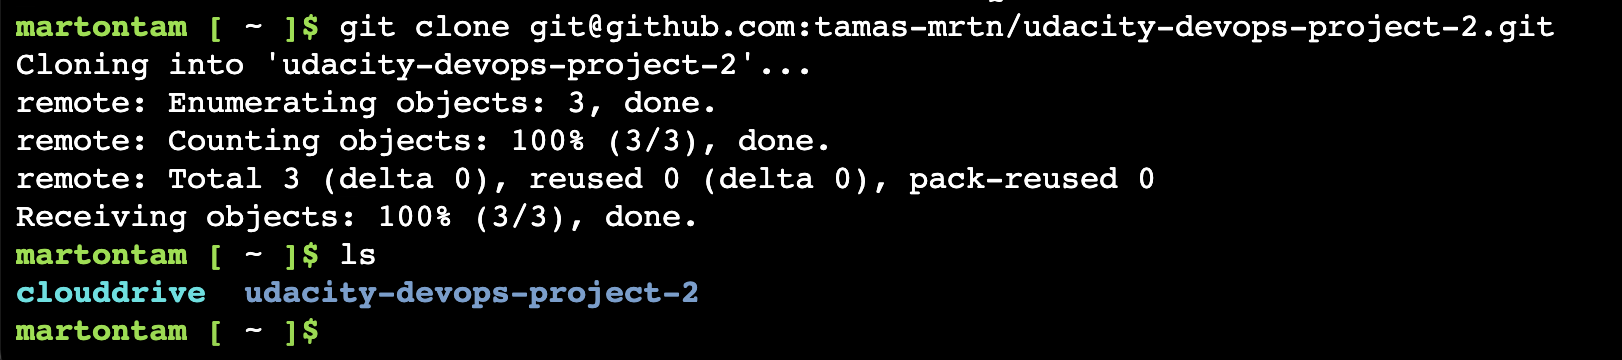 martontam [ ~ ]$ git clone git@github.com:tamas-mrtn/udacity-devops-project-2.git
Cloning into 'udacity-devops-project-2'...
remote: Enumerating objects: 3, done.
remote: Counting objects: 100% (3/3), done.
remote: Total 3 (delta 0), reused 0 (delta 0), pack-reused 0
Receiving objects: 100% (3/3), done.
martontam [ ~ ]$ ls
clouddrive  udacity-devops-project-2
martontam [ ~ ]$